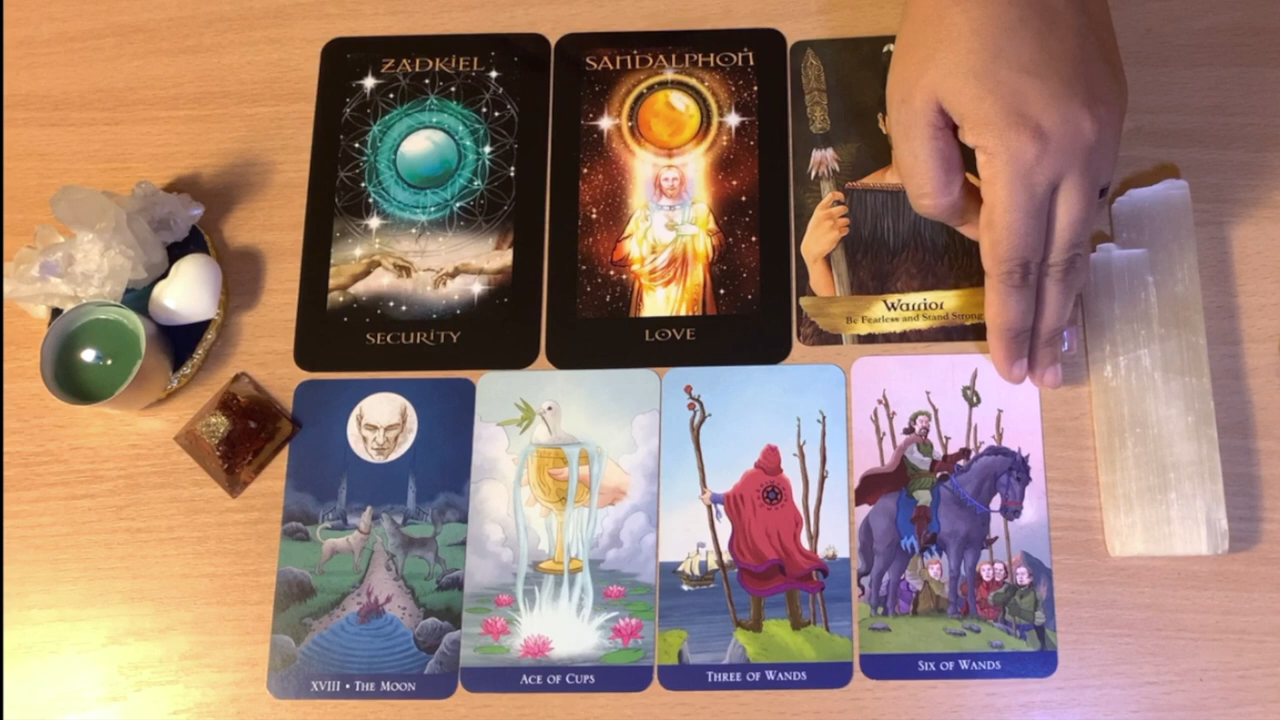 ZADKIEL
SECURITY
SANDALPHON
LOVE
Warrior
Be Fearless and Stand Strong
XVIII • THE MOON
ACE OF CUPS
THREE OF WANDS
SIX OF WANDS